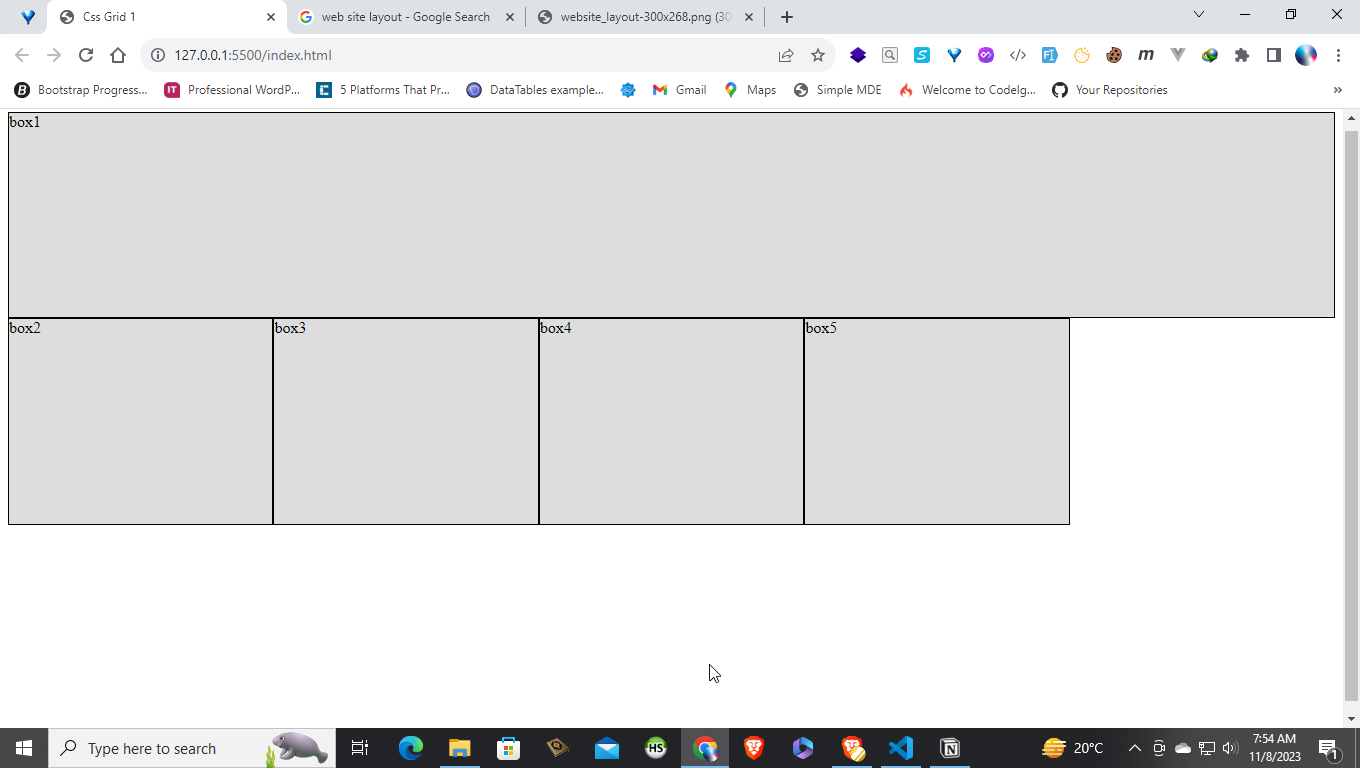 Css Grid 1
web site layout - Google Search
website_layout-300x268.png (30
127.0.0.1:5500/index.html
Bootstrap Progress...
Professional WordP...
5 Platforms That Pr...
DataTables example...
Gmail
Maps
Simple MDE
Welcome to CodeIg...
Your Repositories
box1
box2
box3
box4
box5
Type here to search
HS
20°C
7:54 AM
11/8/2023
1